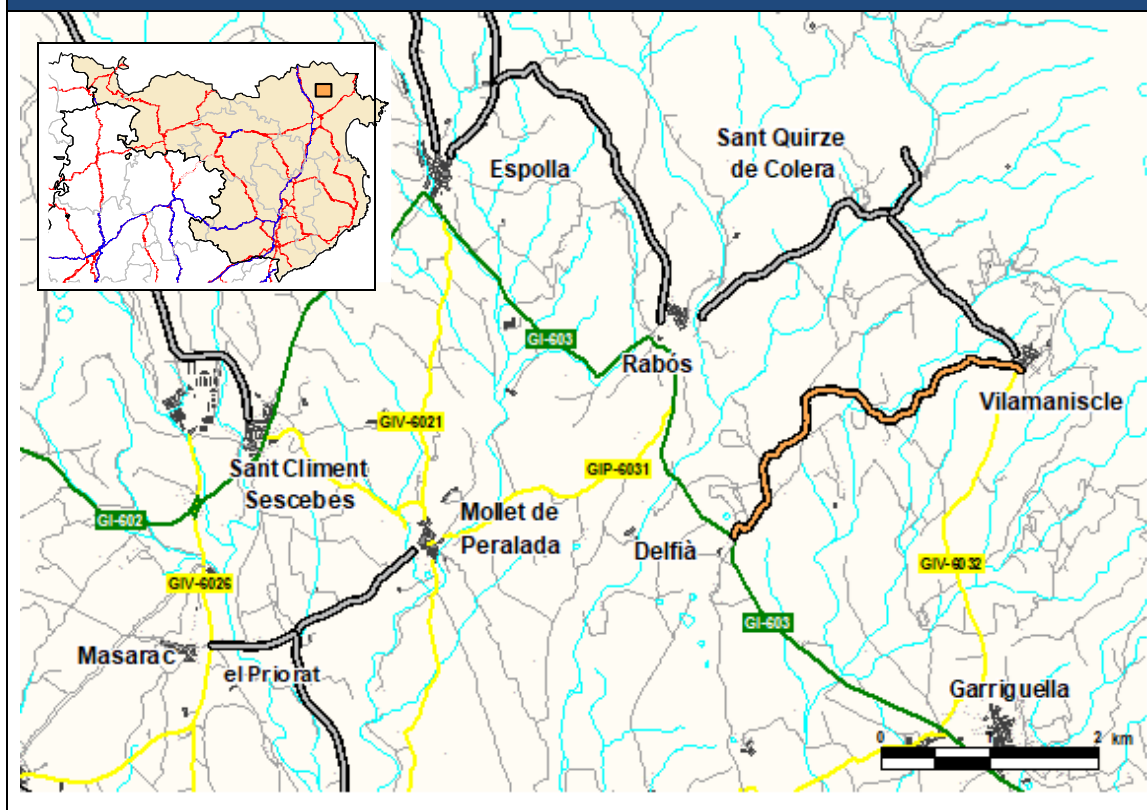 Sant Quirze
de Colera
Espolla
GI-603
Rabós
Vilamaniscle
GIV-6021
Sant Climent
Sescebes
GIP-6031
GI-602
Mollet de
Peralada
Delfià
GIV-6032
GIV-6026
GI-603
Masarac
el Priorat
Garriguella
0 1 2 km